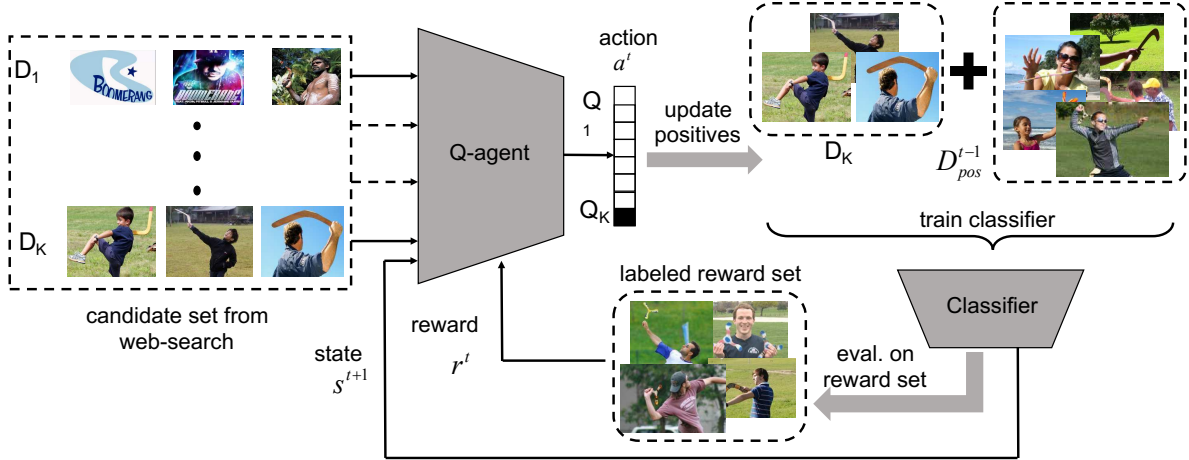 D1
BOOMERANG
BOOMERANG
DK
candidate set from
web-search
Q-agent
action
a^t
Q
1
QK
update
positives
DK
D_pos^{t-1}
train classifier
Classifier
eval. on
reward set
labeled reward set
reward
r^t
state
s^{t+1}